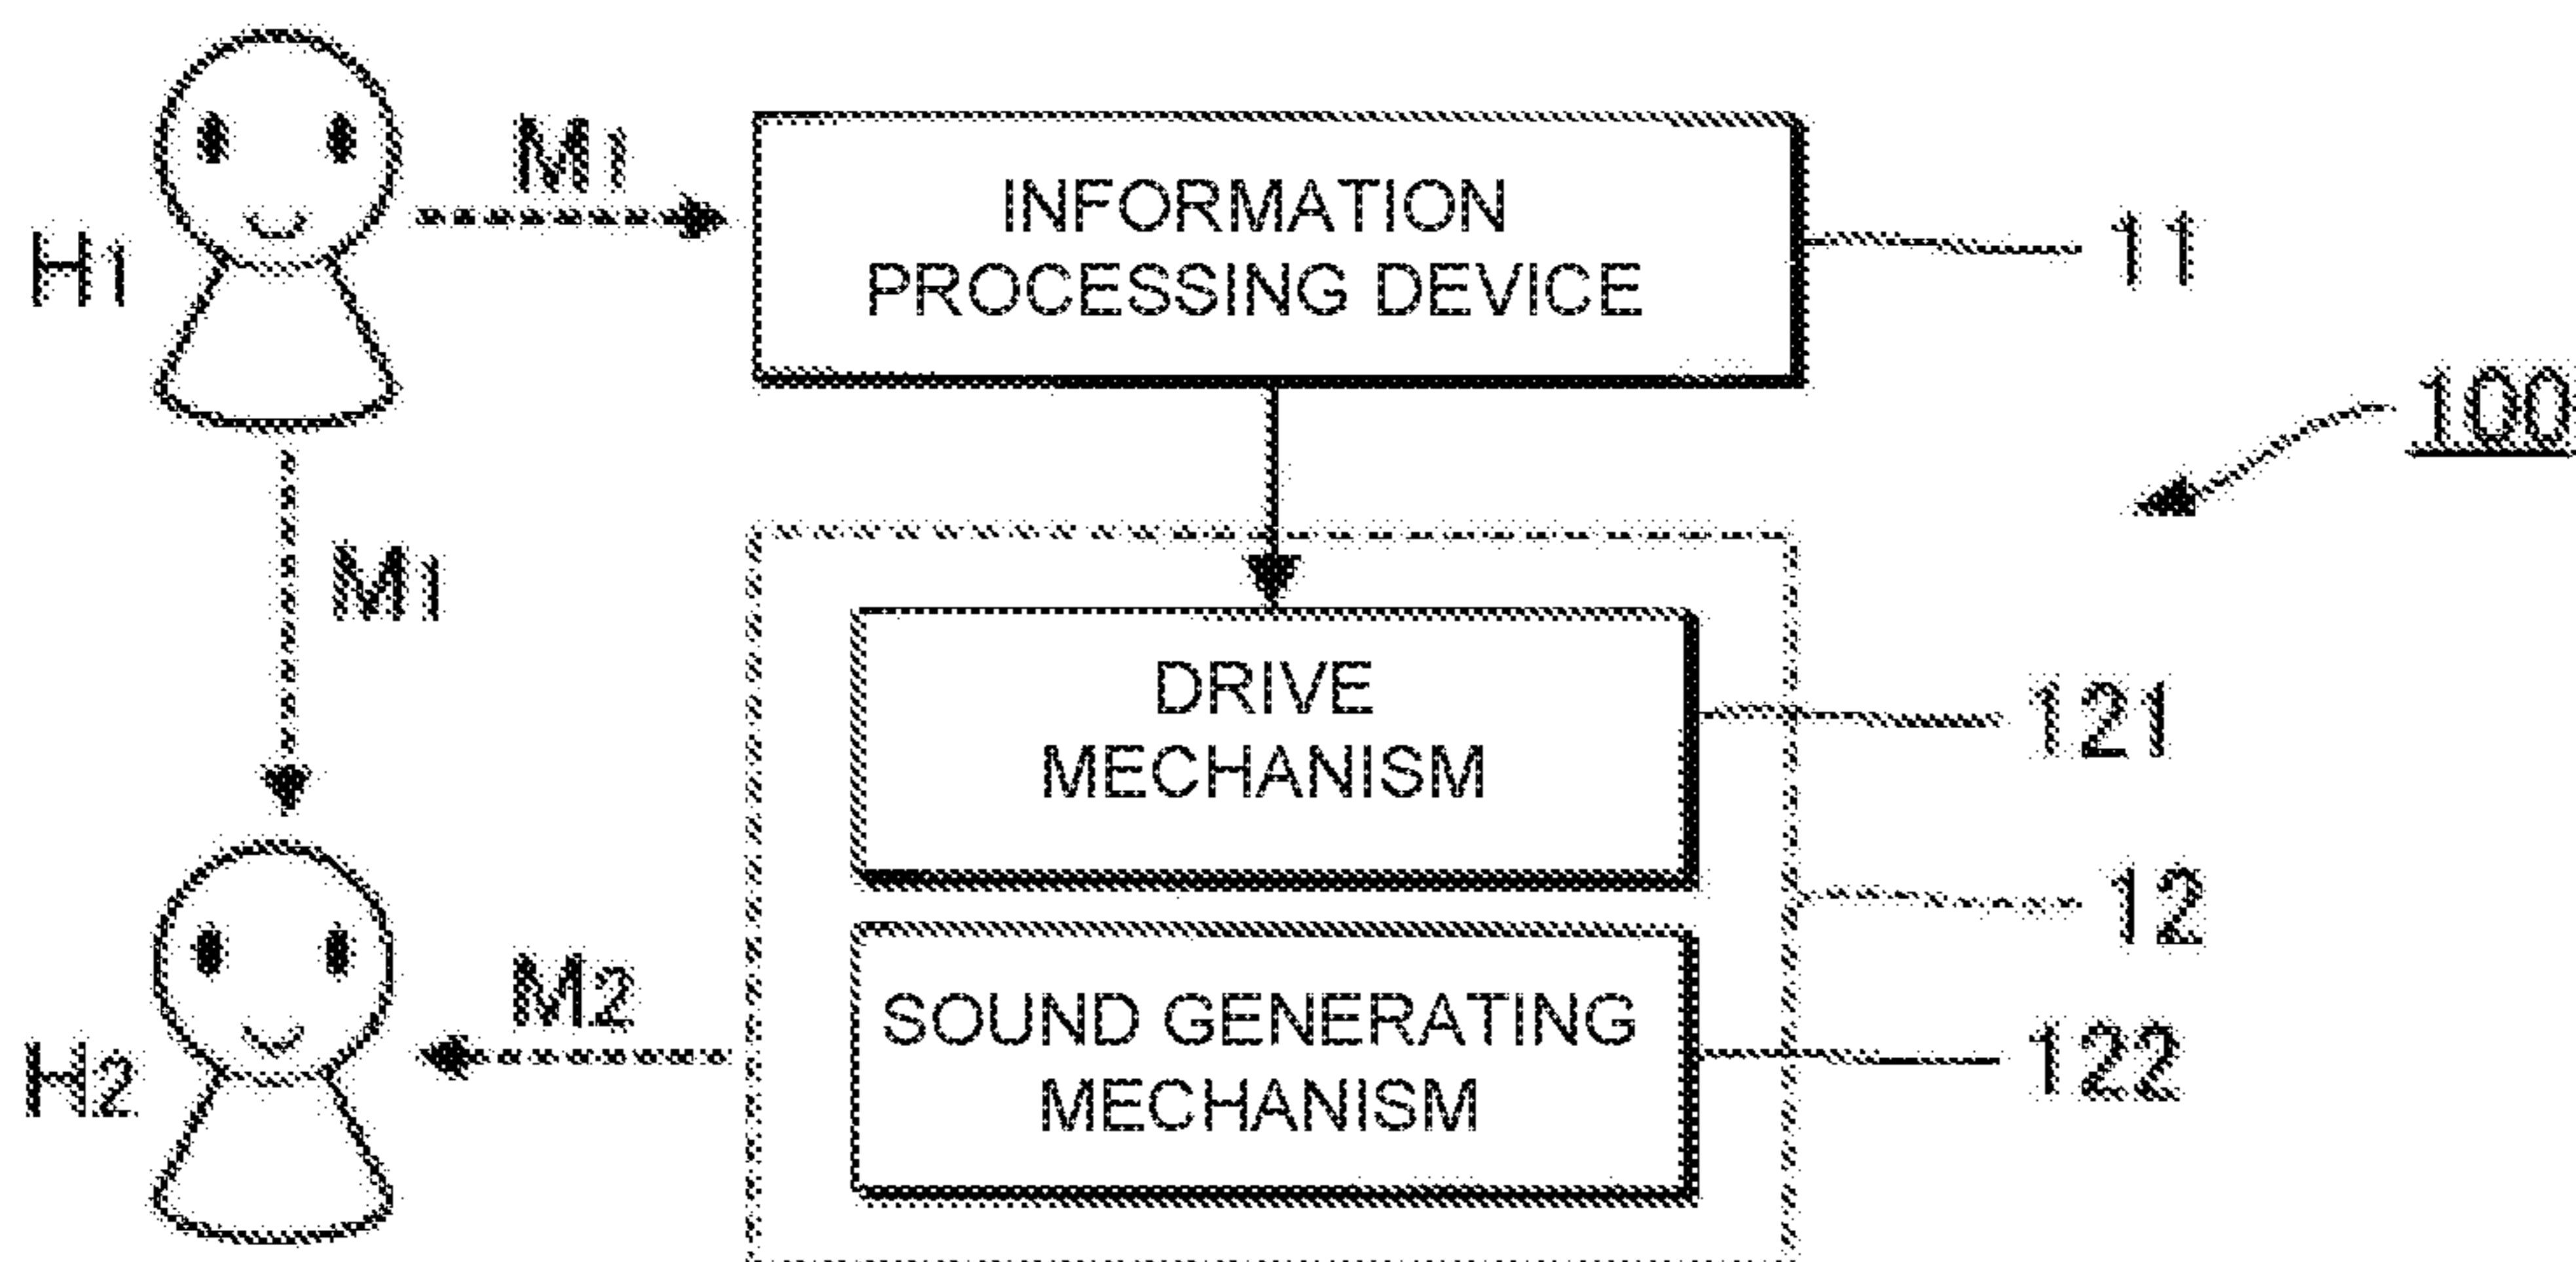 M1
INFORMATION
PROCESSING DEVICE
H1
11
100
M1
DRIVE
MECHANISM
121
12
M2
SOUND GENERATING
MECHANISM
H2
122